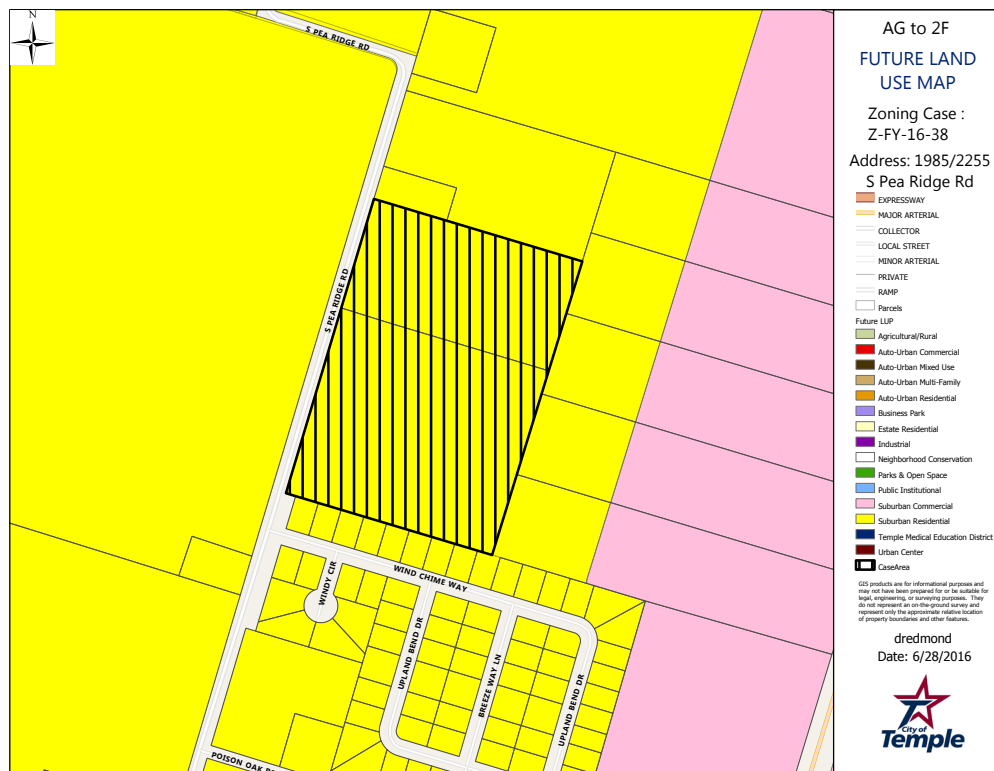 N
S PEA RIDGE RD
S PEA RIDGE RD
WIND CHIME WAY
WINDY CIR
UPLAND BEND DR
BREEZE WAY LN
UPLAND BEND DR
POISON OAK
AG to 2F
FUTURE LAND
USE MAP
Zoning Case :
Z-FY-16-38
Address: 1985/2255
S Pea Ridge Rd
EXPRESSWAY
MAJOR ARTERIAL
COLLECTOR
LOCAL STREET
MINOR ARTERIAL
PRIVATE
RAMP
Parcels
Future LUP
Agricultural/Rural
Auto-Urban Commercial
Auto-Urban Mixed Use
Auto-Urban Multi-Family
Auto-Urban Residential
Business Park
Estate Residential
Industrial
Neighborhood Conservation
Parks & Open Space
Public Institutional
Suburban Commercial
Suburban Residential
Temple Medical Education District
Urban Center
CaseArea
GIS products are for informational purposes and
may not have been prepared for or be suitable for
legal, engineering, or surveying purposes. They
do not represent an on-the-ground survey and
represent only the approximate relative location
of property boundaries and other features.
dredmond
Date: 6/28/2016
City of
Temple